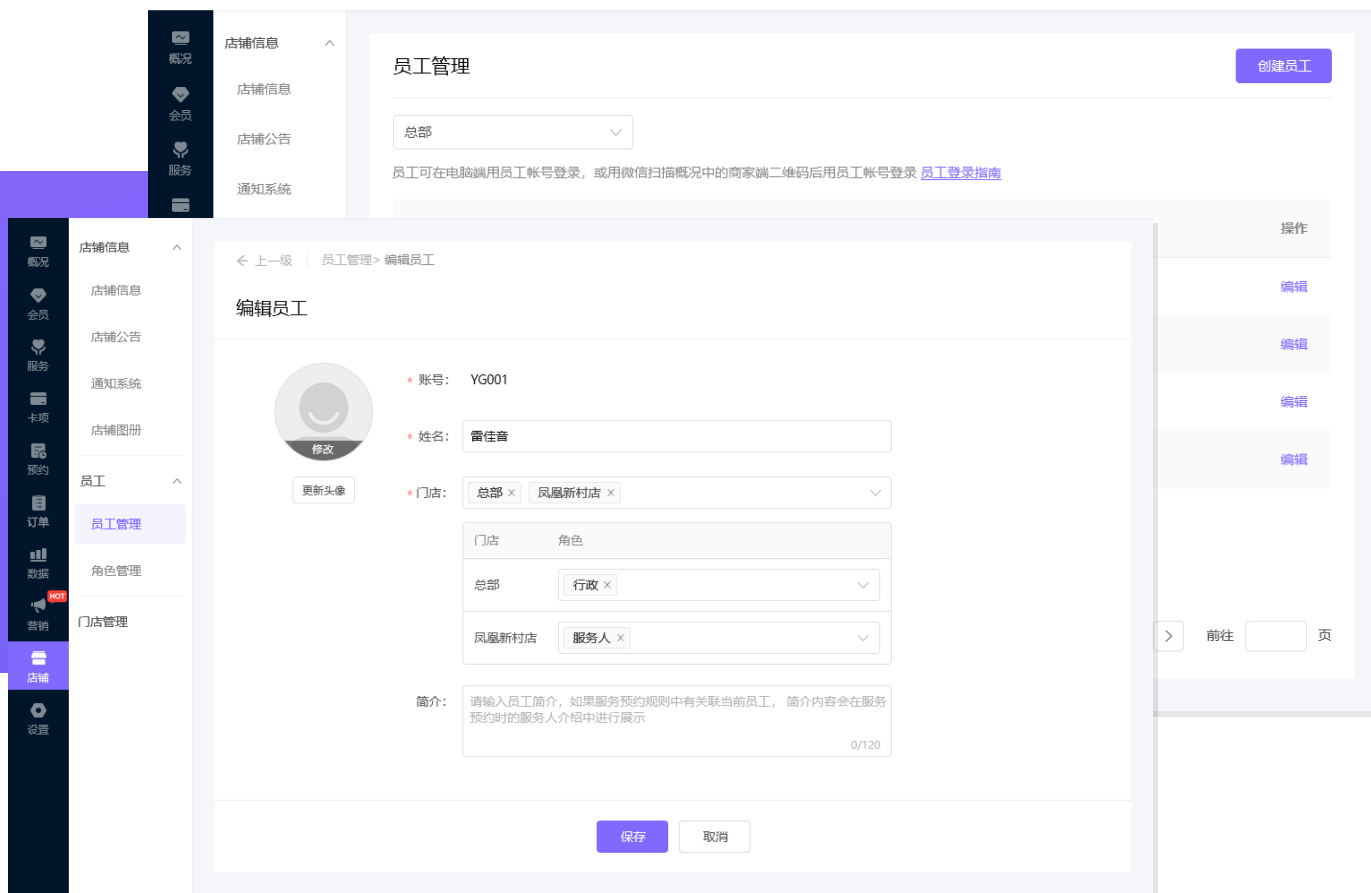 概况
会员
服务
店铺信息
店铺信息
店铺公告
通知系统
员工管理
创建员工
总部
员工可在电脑端用员工帐号登录，或用微信扫描概况中的商家端二维码后用员工帐号登录 员工登录指南
操作
编辑
编辑
编辑
编辑
前往 页
概况
会员
服务
卡项
预约
订单
数据
HOT
营销
店铺
设置
店铺信息
店铺信息
店铺公告
通知系统
店铺图册
员工
员工管理
角色管理
门店管理
上一级 员工管理> 编辑员工
编辑员工
修改
更新头像
* 账号： YG001
* 姓名： 雷佳音
* 门店： 总部 × 凤凰新村店 ×
门店 角色
总部 行政 ×
凤凰新村店 服务人 ×
简介： 请输入员工简介，如果服务预约规则中有关联当前员工， 简介内容会在服务
预约时的服务人介绍中进行展示
0/120
保存 取消